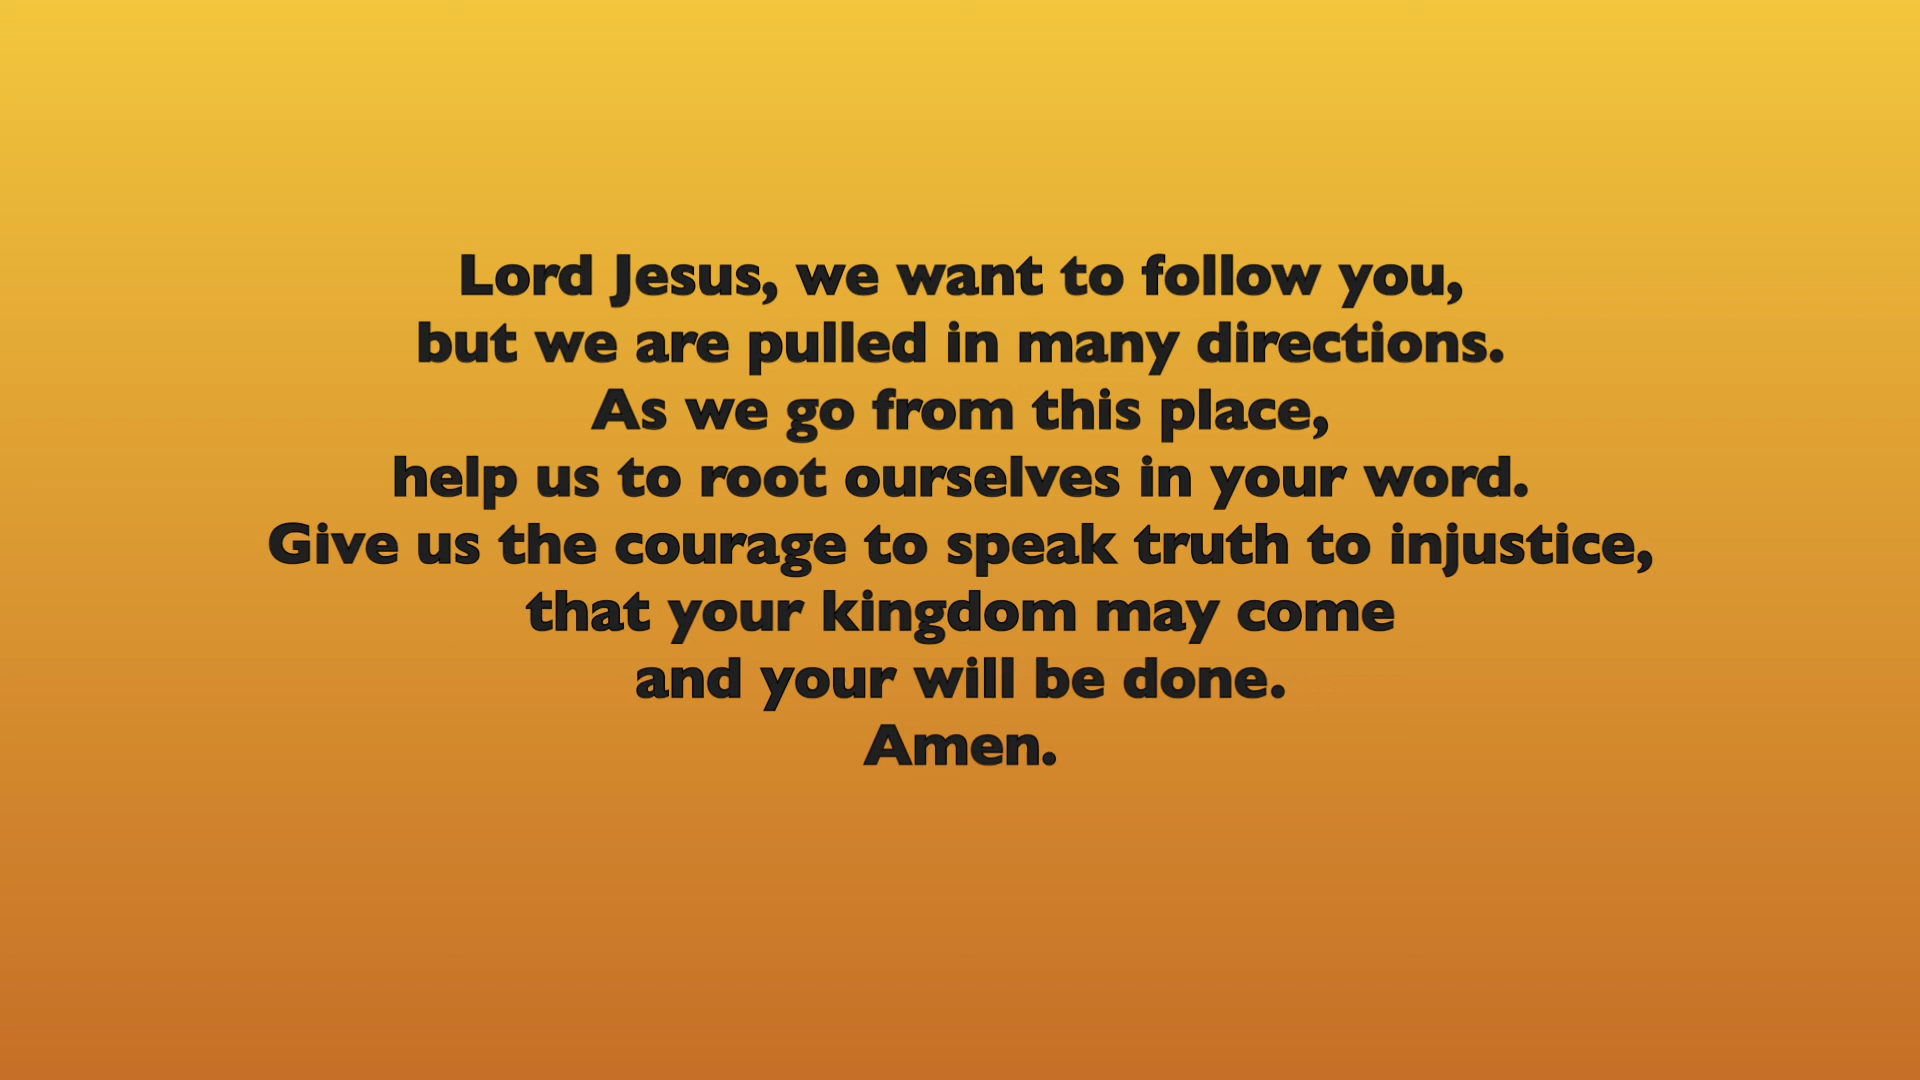 Lord Jesus, we want to follow you,
but we are pulled in many directions.
As we go from this place,
help us to root ourselves in your word.
Give us the courage to speak truth to injustice,
that your kingdom may come
and your will be done.
Amen.